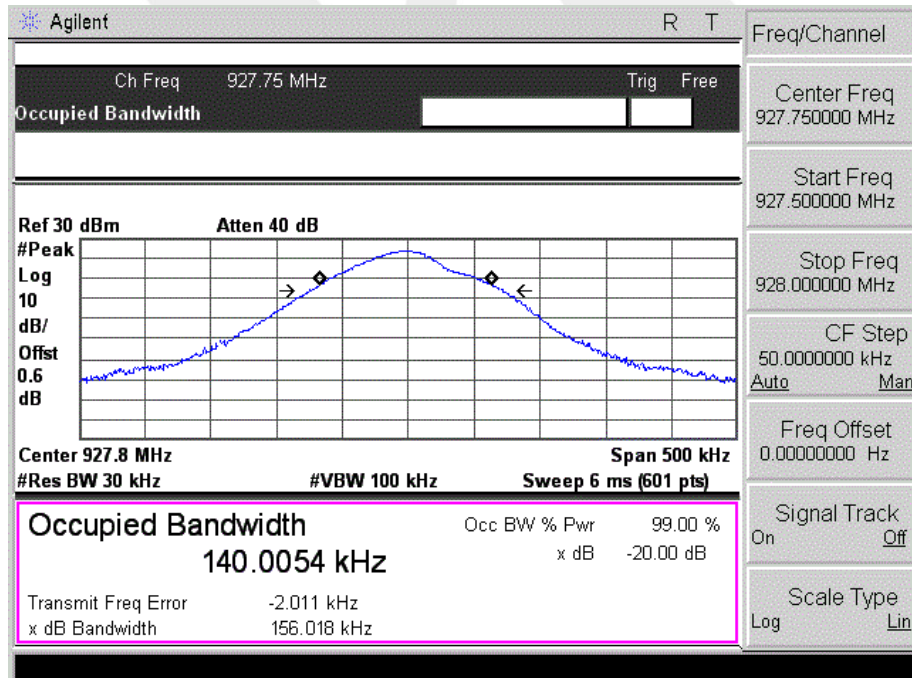 Agilent R T
Ch Freq 927.75 MHz Trig Free
Occupied Bandwidth
Ref 30 dBm Atten 40 dB
#Peak
Log
10
dB/
Offst
0.6
dB
Center 927.8 MHz Span 500 kHz
#Res BW 30 kHz #VBW 100 kHz Sweep 6 ms (601 pts)
Occupied Bandwidth Occ BW % Pwr 99.00 %
140.0054 kHz x dB -20.00 dB
Transmit Freq Error -2.011 kHz
x dB Bandwidth 156.018 kHz
Freq/Channel
Center Freq
927.750000 MHz
Start Freq
927.500000 MHz
Stop Freq
928.000000 MHz
CF Step
50.0000000 kHz
Auto Man
Freq Offset
0.00000000 Hz
Signal Track
On Off
Scale Type
Log Lin